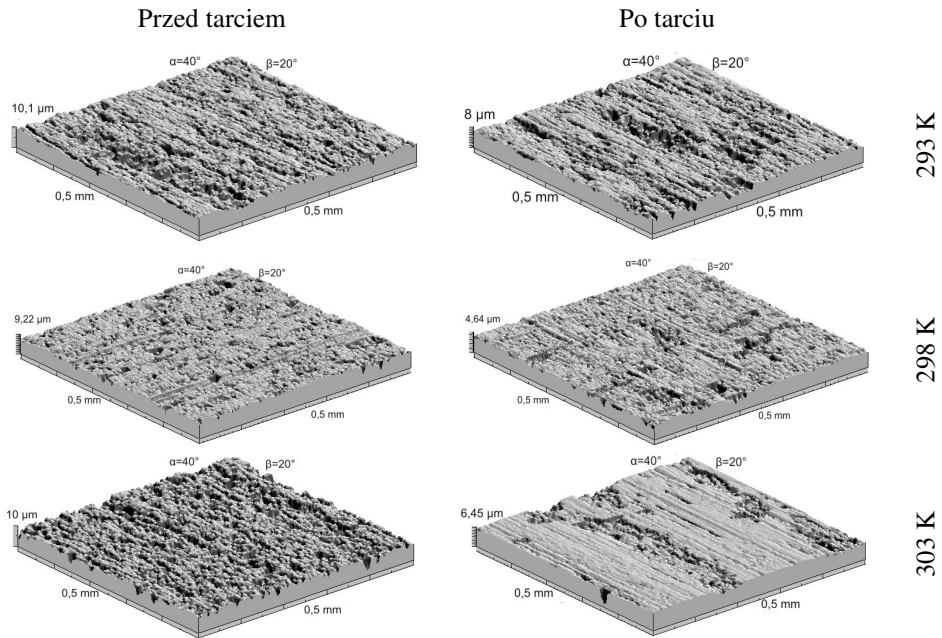 Przed tarciem
Po tarciu
α=40° β=20°
10,1 µm
0,5 mm
0,5 mm
α=40° β=20°
8 µm
0,5 mm
0,5 mm
293 K
α=40° β=20°
9,22 µm
0,5 mm
0,5 mm
α=40° β=20°
4,64 µm
0,5 mm
0,5 mm
298 K
α=40° β=20°
10 µm
0,5 mm
0,5 mm
α=40° β=20°
6,45 µm
0,5 mm
0,5 mm
303 K